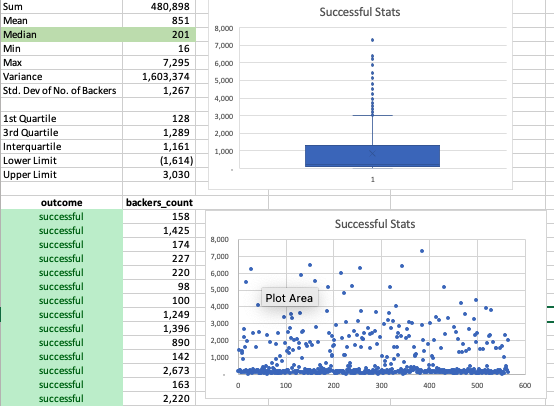 Sum 480,898
Mean 851
Median 201
Min 16
Max 7,295
Variance 1,603,374
Std. Dev of No. of Backers 1,267
1st Quartile 128
3rd Quartile 1,289
Interquartile 1,161
Lower Limit (1,614)
Upper Limit 3,030
Successful Stats
8,000
7,000
6,000
5,000
4,000
3,000
2,000
1,000
-
1
outcome backers_count
successful 158
successful 1,425
successful 174
successful 227
successful 220
successful 98
successful 100
successful 1,249
successful 1,396
successful 890
successful 142
successful 2,673
successful 163
successful 2,220
Successful Stats
8,000
7,000
6,000
5,000
4,000
3,000
2,000
1,000
-
0 100 200 300 400 500 600
Plot Area